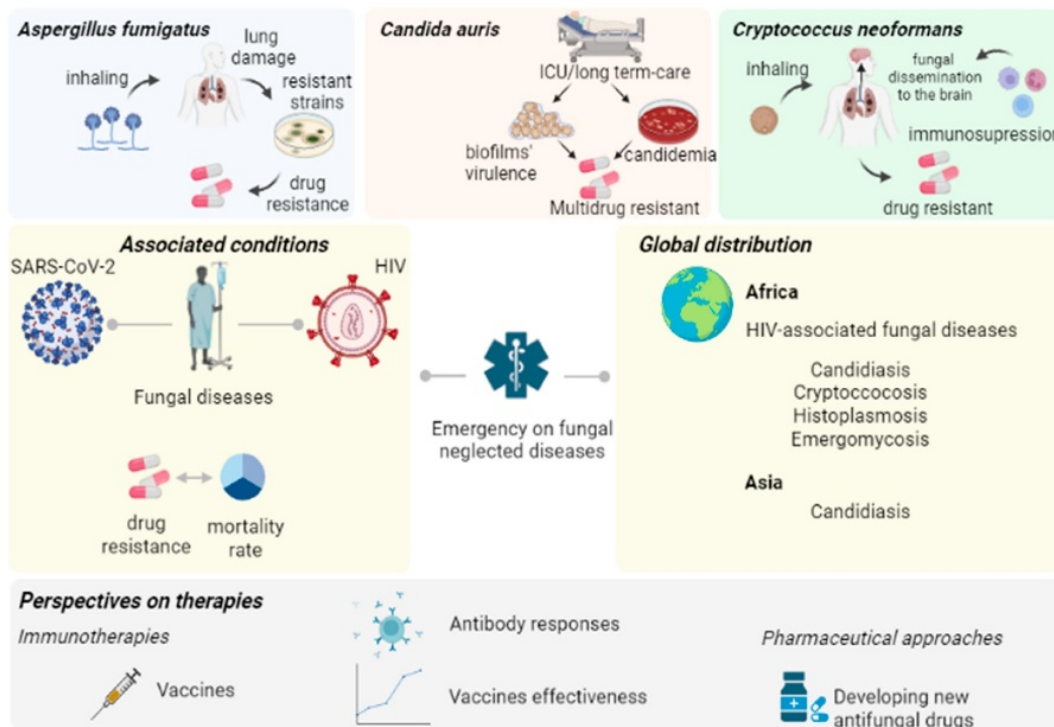 Aspergillus fumigatus
inhaling
lung
damage
resistant
strains
drug
resistance
Candida auris
ICU/long term-care
biofilms'
virulence
candidemia
Multidrug resistant
Cryptococcus neoformans
inhaling
fungal
dissemination
to the brain
immunosupression
drug resistant
Associated conditions
SARS-CoV-2
HIV
Fungal diseases
drug
resistance
mortality
rate
Emergency on fungal
neglected diseases
Global distribution
Africa
HIV-associated fungal diseases
Candidiasis
Cryptoccocosis
Histoplasmosis
Emergomycosis
Asia
Candidiasis
Perspectives on therapies
Immunotherapies
Vaccines
Antibody responses
Vaccines effectiveness
Pharmaceutical approaches
Developing new
antifungal drugs